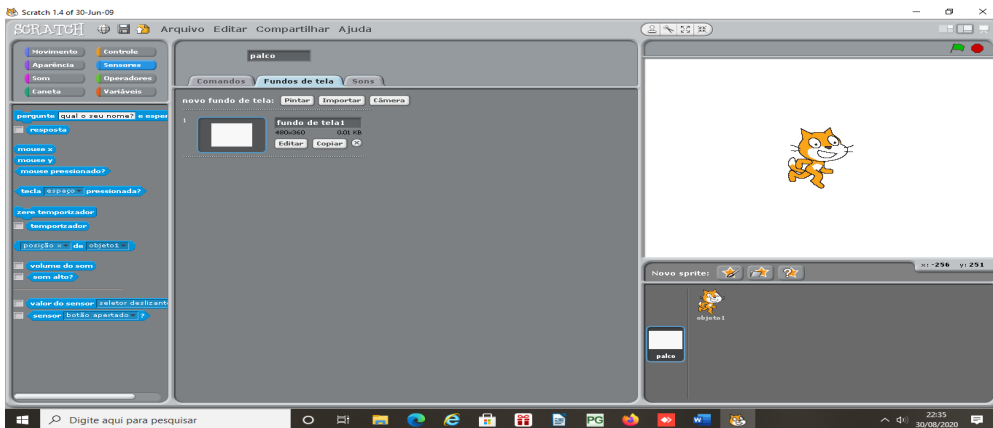 Scratch 1.4 of 30-Jun-09
SCRATCH Arquivo Editar Compartilhar Ajuda
Movimento Controle
Aparência Sensores
Som Operadores
Caneta Variáveis
pergunte qual o seu nome? e esper
resposta
mouse x
mouse y
mouse pressionado?
tecla espaço pressionada?
zere temporizador
temporizador
posição x de objeto1
volume do som
som alto?
valor do sensor seletor deslizante
sensor botão apertado ?
palco
Comandos Fundos de tela Sons
novo fundo de tela: Pintar Importar Câmera
1
fundo de tela1
480x360 0.01 KB
Editar Copiar
x: -256 y: 251
Novo sprite:
objeto1
palco
Digite aqui para pesquisar
PG
22:35
30/08/2020